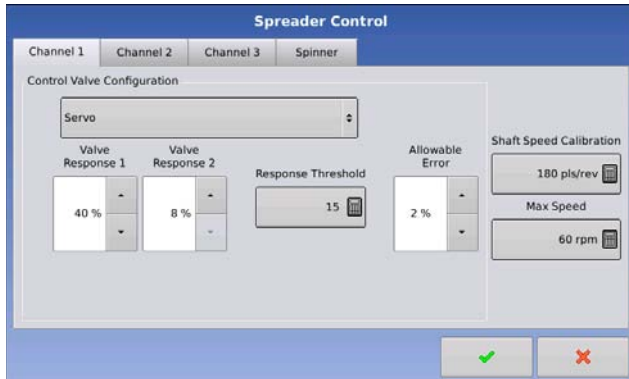 Spreader Control
Channel 1 Channel 2 Channel 3 Spinner
Control Valve Configuration
Servo
Valve Response 1
Valve Response 2
Response Threshold
Allowable Error
40 %
8 %
15
2 %
Shaft Speed Calibration
180 pls/rev
Max Speed
60 rpm